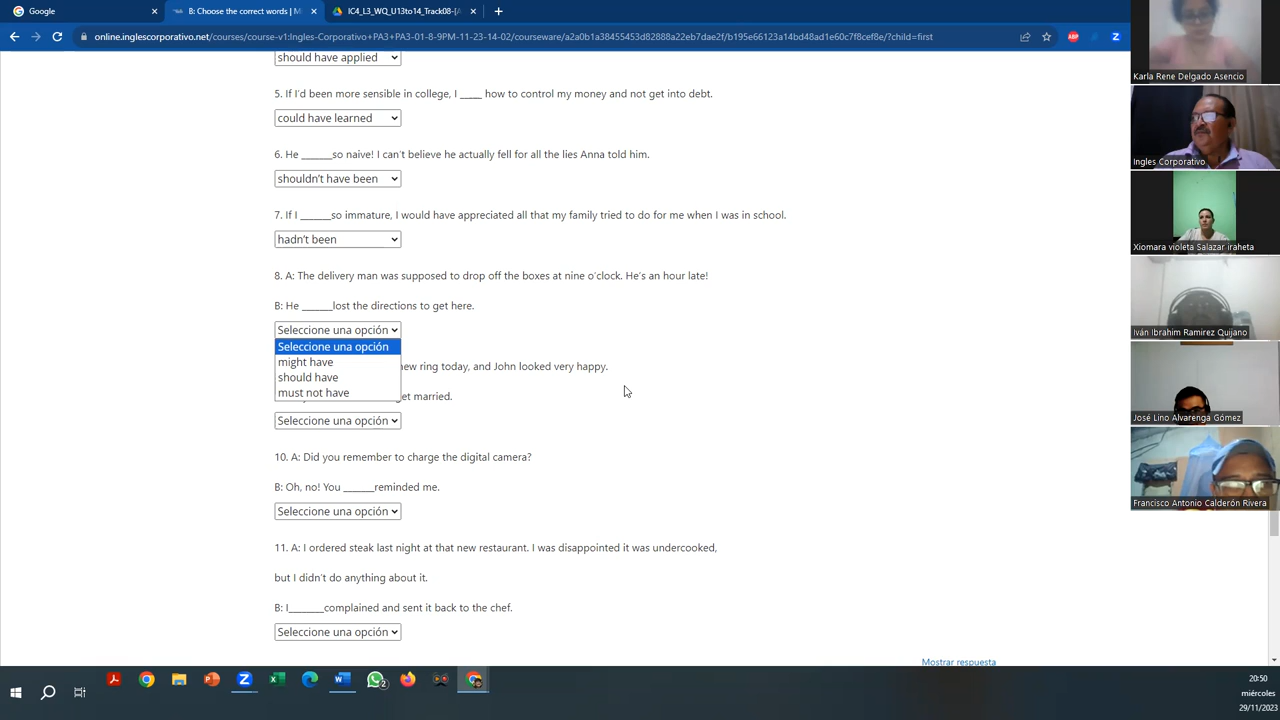 Google
B: Choose the correct words | M
IC4_L3_WQ_U13to14_Track08-[A
online.inglescorporativo.net/courses/course-v1:Ingles-Corporativo+PA3+PA3-01-8-9PM-11-23-14-02/courseware/a2a0b1a38455453d82888a22eb7dae2f/b195e66123a14bd48ad1e60c7f8cef8e/?child=first
should have applied
5. If I'd been more sensible in college, I _____ how to control my money and not get into debt.
could have learned
6. He _______so naive! I can't believe he actually fell for all the lies Anna told him.
shouldn't have been
7. If I _______so immature, I would have appreciated all that my family tried to do for me when I was in school.
hadn't been
8. A: The delivery man was supposed to drop off the boxes at nine o'clock. He's an hour late!
B: He _______lost the directions to get here.
Seleccione una opción
Seleccione una opción
might have
should have
must not have
new ring today, and John looked very happy.
get married.
Seleccione una opción
10. A: Did you remember to charge the digital camera?
B: Oh, no! You _______reminded me.
Seleccione una opción
11. A: I ordered steak last night at that new restaurant. I was disappointed it was undercooked,
but I didn't do anything about it.
B: I________complained and sent it back to the chef.
Seleccione una opción
Mostrar respuesta
Karla Rene Delgado Asencio
Ingles Corporativo
Xiomara violeta Salazar iraheta
Iván Ibrahim Ramirez Quijano
José Lino Alvarenga Gómez
Francisco Antonio Calderón Rivera
20:50
miércoles
29/11/2023